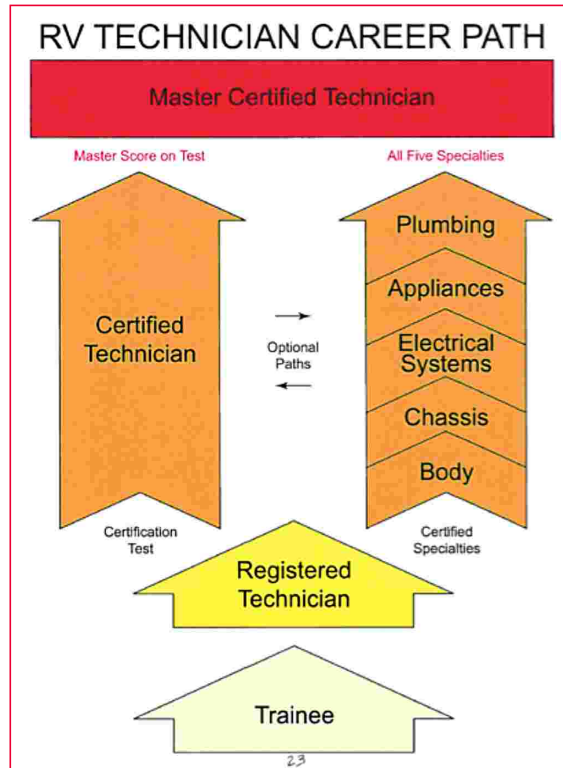 RV TECHNICIAN CAREER PATH
Master Certified Technician
Master Score on Test
All Five Specialties
Certified
Technician
Optional
Paths
Plumbing
Appliances
Electrical
Systems
Chassis
Body
Certification
Test
Certified
Specialties
Registered
Technician
Trainee
23